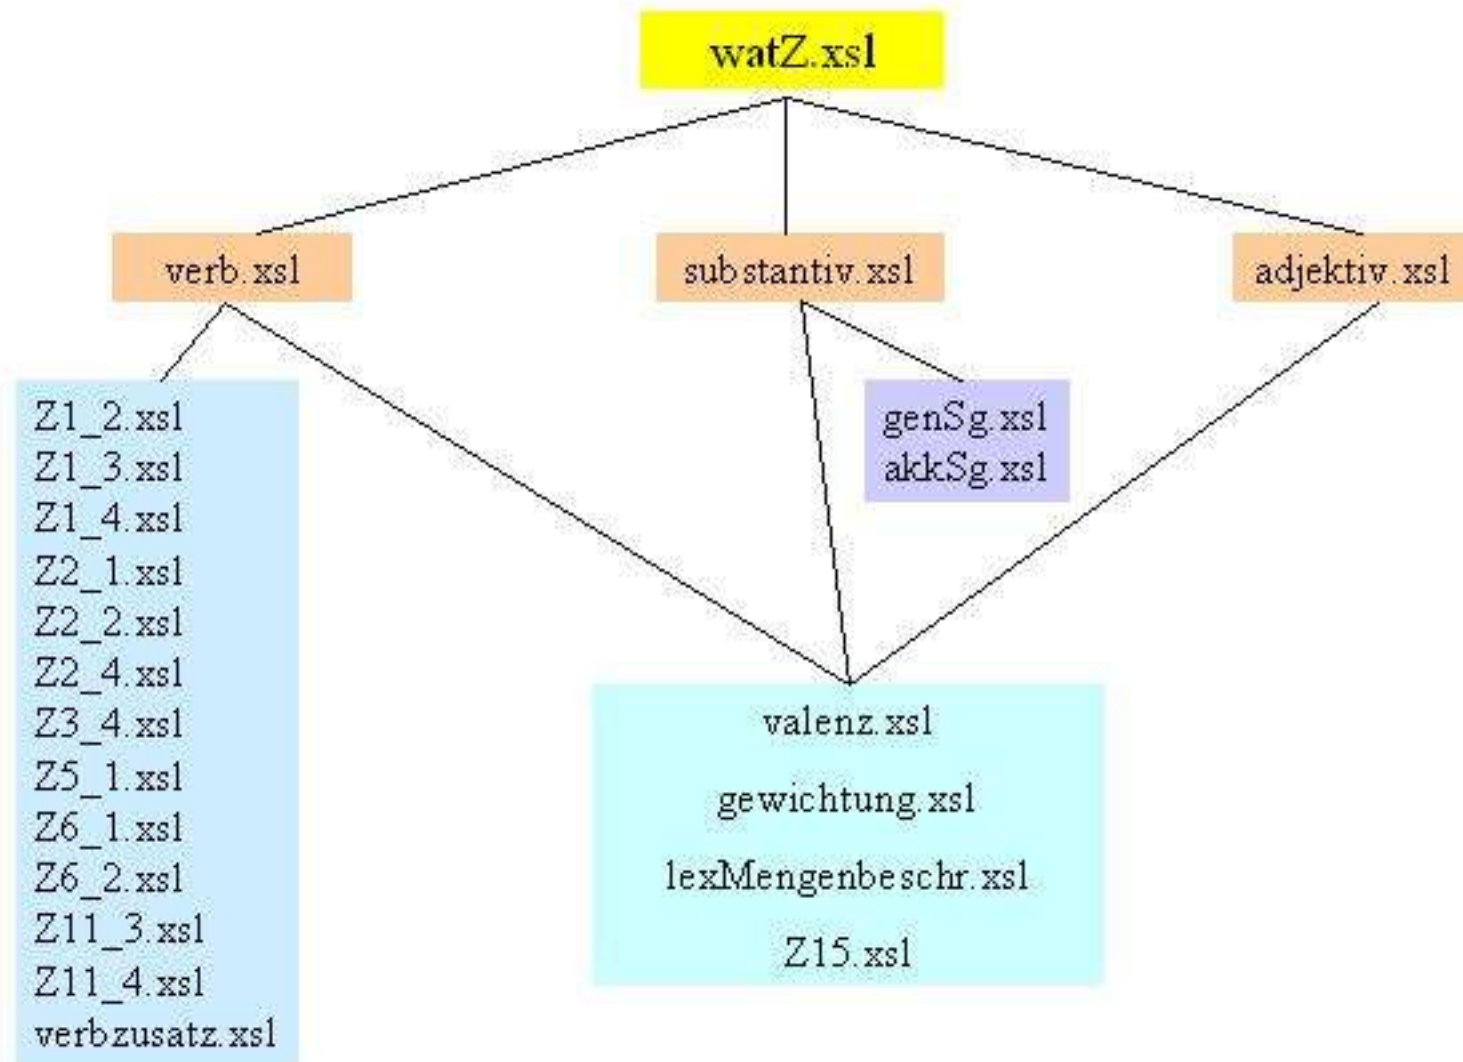 watZ.xsl
verb.xsl
substantiv.xsl
adjektiv.xsl
Z1_2.xsl
Z1_3.xsl
Z1_4.xsl
Z2_1.xsl
Z2_2.xsl
Z2_4.xsl
Z3_4.xsl
Z5_1.xsl
Z6_1.xsl
Z6_2.xsl
Z11_3.xsl
Z11_4.xsl
verbzusatz.xsl
genSg.xsl
akkSg.xsl
valenz.xsl
gewichtung.xsl
lexMengenbeschr.xsl
Z15.xsl